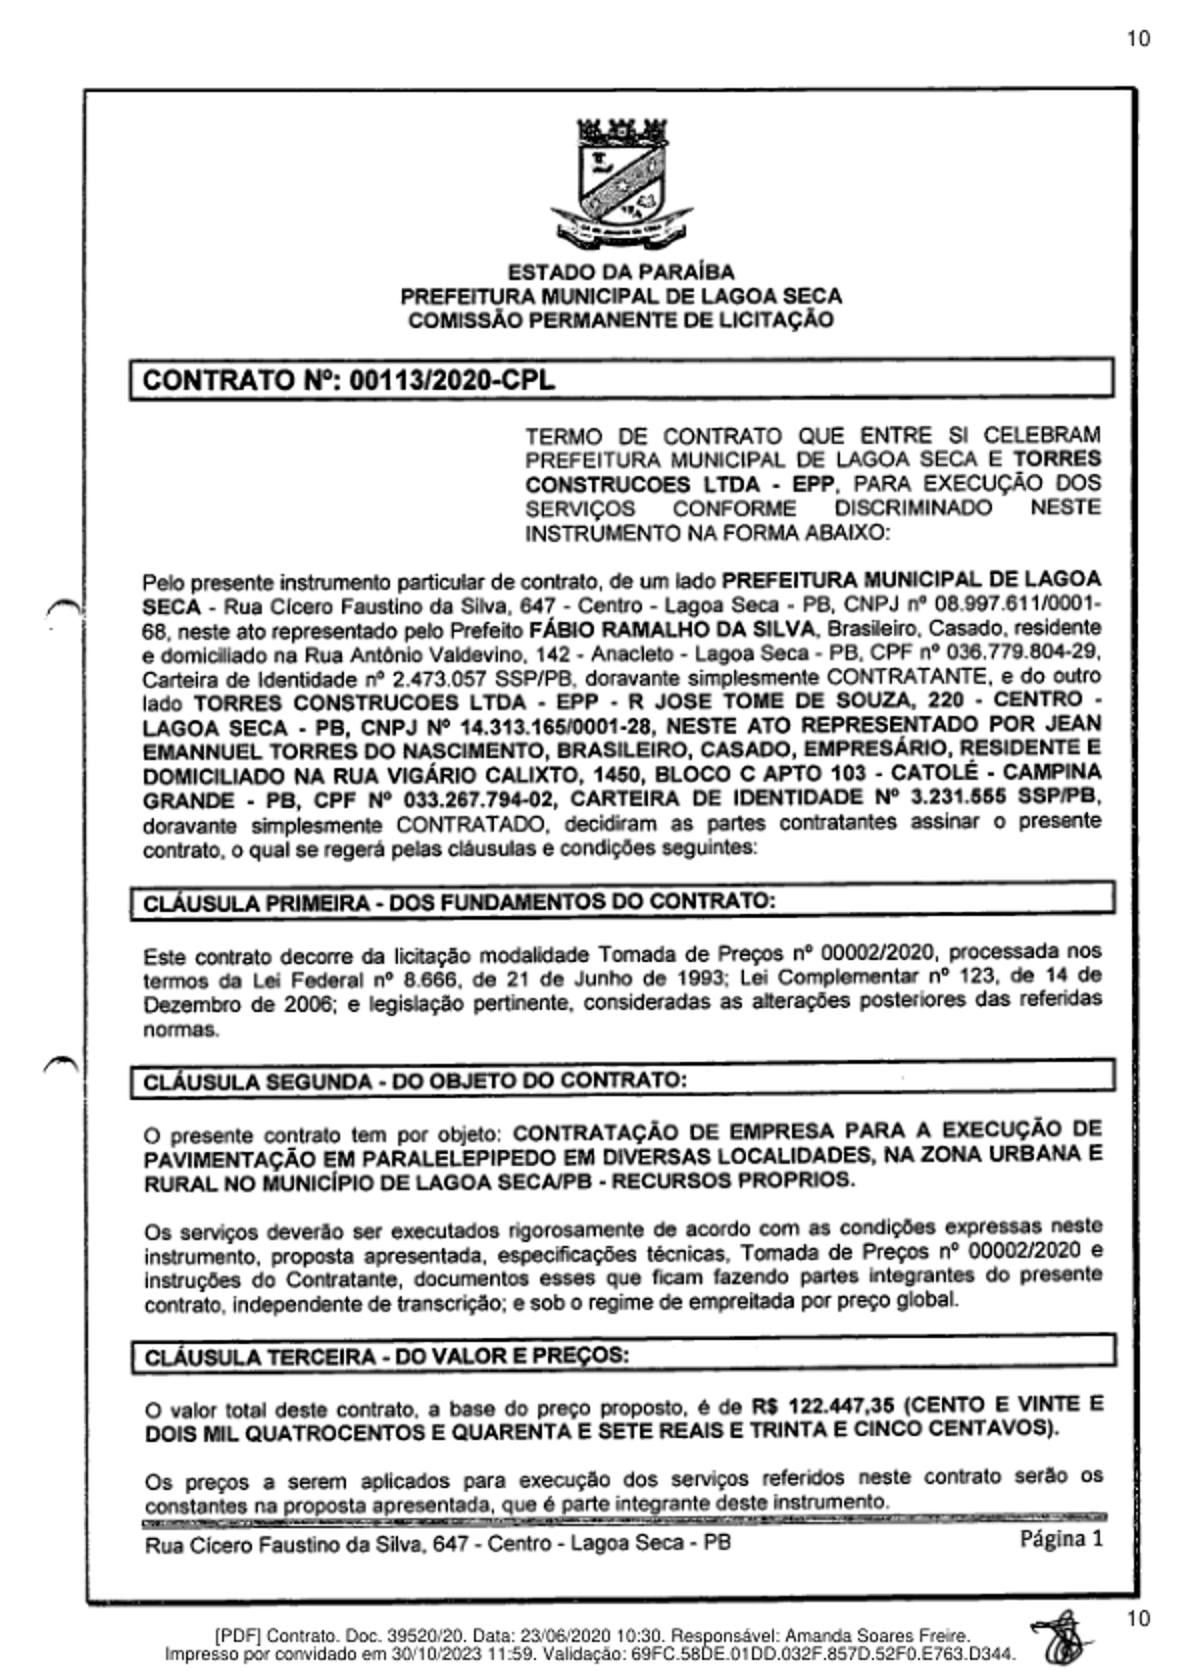 10
ESTADO DA PARAÍBA
PREFEITURA MUNICIPAL DE LAGOA SECA
COMISSÃO PERMANENTE DE LICITAÇÃO
CONTRATO Nº: 00113/2020-CPL
TERMO DE CONTRATO QUE ENTRE SI CELEBRAM
PREFEITURA MUNICIPAL DE LAGOA SECA E TORRES
CONSTRUCOES LTDA - EPP, PARA EXECUÇÃO DOS
SERVIÇOS CONFORME DISCRIMINADO NESTE
INSTRUMENTO NA FORMA ABAIXO:
Pelo presente instrumento particular de contrato, de um lado PREFEITURA MUNICIPAL DE LAGOA
SECA - Rua Cícero Faustino da Silva, 647 - Centro - Lagoa Seca - PB, CNPJ nº 08.997.611/0001-
68, neste ato representado pelo Prefeito FÁBIO RAMALHO DA SILVA, Brasileiro, Casado, residente
e domiciliado na Rua Antônio Valdevino, 142 - Anacleto - Lagoa Seca - PB, CPF nº 036.779.804-29,
Carteira de Identidade nº 2.473.057 SSP/PB, doravante simplesmente CONTRATANTE, e do outro
lado TORRES CONSTRUCOES LTDA - EPP - R JOSE TOME DE SOUZA, 220 - CENTRO -
LAGOA SECA - PB, CNPJ Nº 14.313.165/0001-28, NESTE ATO REPRESENTADO POR JEAN
EMANNUEL TORRES DO NASCIMENTO, BRASILEIRO, CASADO, EMPRESÁRIO, RESIDENTE E
DOMICILIADO NA RUA VIGÁRIO CALIXTO, 1450, BLOCO C APTO 103 - CATOLÉ - CAMPINA
GRANDE - PB, CPF Nº 033.267.794-02, CARTEIRA DE IDENTIDADE Nº 3.231.555 SSP/PB,
doravante simplesmente CONTRATADO, decidiram as partes contratantes assinar o presente
contrato, o qual se regerá pelas cláusulas e condições seguintes:
CLÁUSULA PRIMEIRA - DOS FUNDAMENTOS DO CONTRATO:
Este contrato decorre da licitação modalidade Tomada de Preços nº 00002/2020, processada nos
termos da Lei Federal nº 8.666, de 21 de Junho de 1993; Lei Complementar nº 123, de 14 de
Dezembro de 2006; e legislação pertinente, consideradas as alterações posteriores das referidas
normas.
CLÁUSULA SEGUNDA - DO OBJETO DO CONTRATO:
O presente contrato tem por objeto: CONTRATAÇÃO DE EMPRESA PARA A EXECUÇÃO DE
PAVIMENTAÇÃO EM PARALELEPIPEDO EM DIVERSAS LOCALIDADES, NA ZONA URBANA E
RURAL NO MUNICÍPIO DE LAGOA SECA/PB - RECURSOS PROPRIOS.
Os serviços deverão ser executados rigorosamente de acordo com as condições expressas neste
instrumento, proposta apresentada, especificações técnicas, Tomada de Preços nº 00002/2020 e
instruções do Contratante, documentos esses que ficam fazendo partes integrantes do presente
contrato, independente de transcrição; e sob o regime de empreitada por preço global.
CLÁUSULA TERCEIRA - DO VALOR E PREÇOS:
O valor total deste contrato, a base do preço proposto, é de R$ 122.447,35 (CENTO E VINTE E
DOIS MIL QUATROCENTOS E QUARENTA E SETE REAIS E TRINTA E CINCO CENTAVOS).
Os preços a serem aplicados para execução dos serviços referidos neste contrato serão os
constantes na proposta apresentada, que é parte integrante deste instrumento.
Rua Cícero Faustino da Silva, 647 - Centro - Lagoa Seca - PB
Página 1
10
[PDF] Contrato. Doc. 39520/20. Data: 23/06/2020 10:30. Responsável: Amanda Soares Freire.
Impresso por convidado em 30/10/2023 11:59. Validação: 69FC.58DE.01DD.032F.857D.52F0.E763.D344.